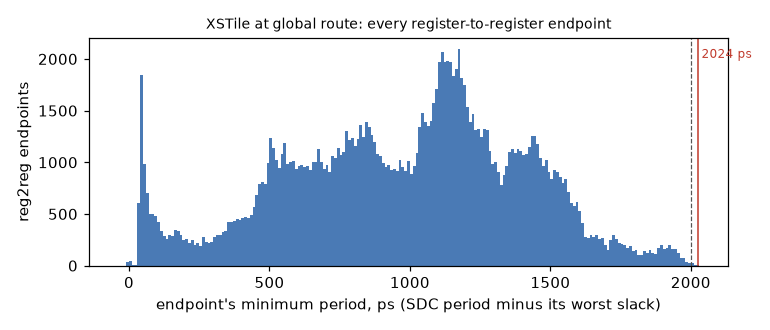 XSTile at global route: every register-to-register endpoint
2024 ps
reg2reg endpoints
2000
1500
1000
500
0
0
500
1000
1500
2000
endpoint's minimum period, ps (SDC period minus its worst slack)